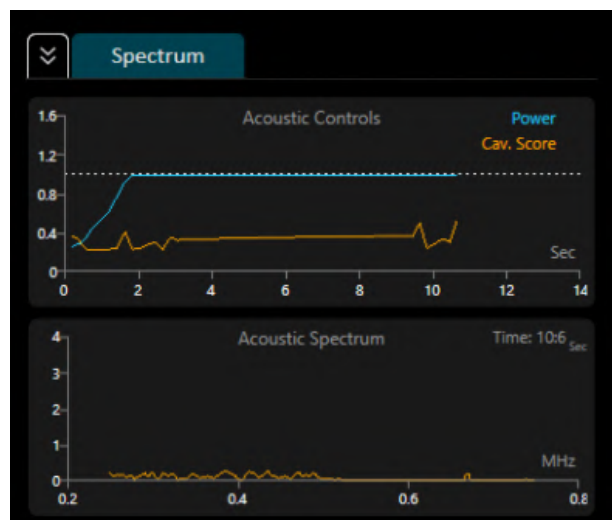 Spectrum
Acoustic Controls
Power
Cav. Score
1.6
1.2
0.8
0.4
0
Sec
0 2 4 6 8 10 12 14
Acoustic Spectrum
Time: 10:6 Sec
4
3
2
1
0
MHz
0.2 0.4 0.6 0.8